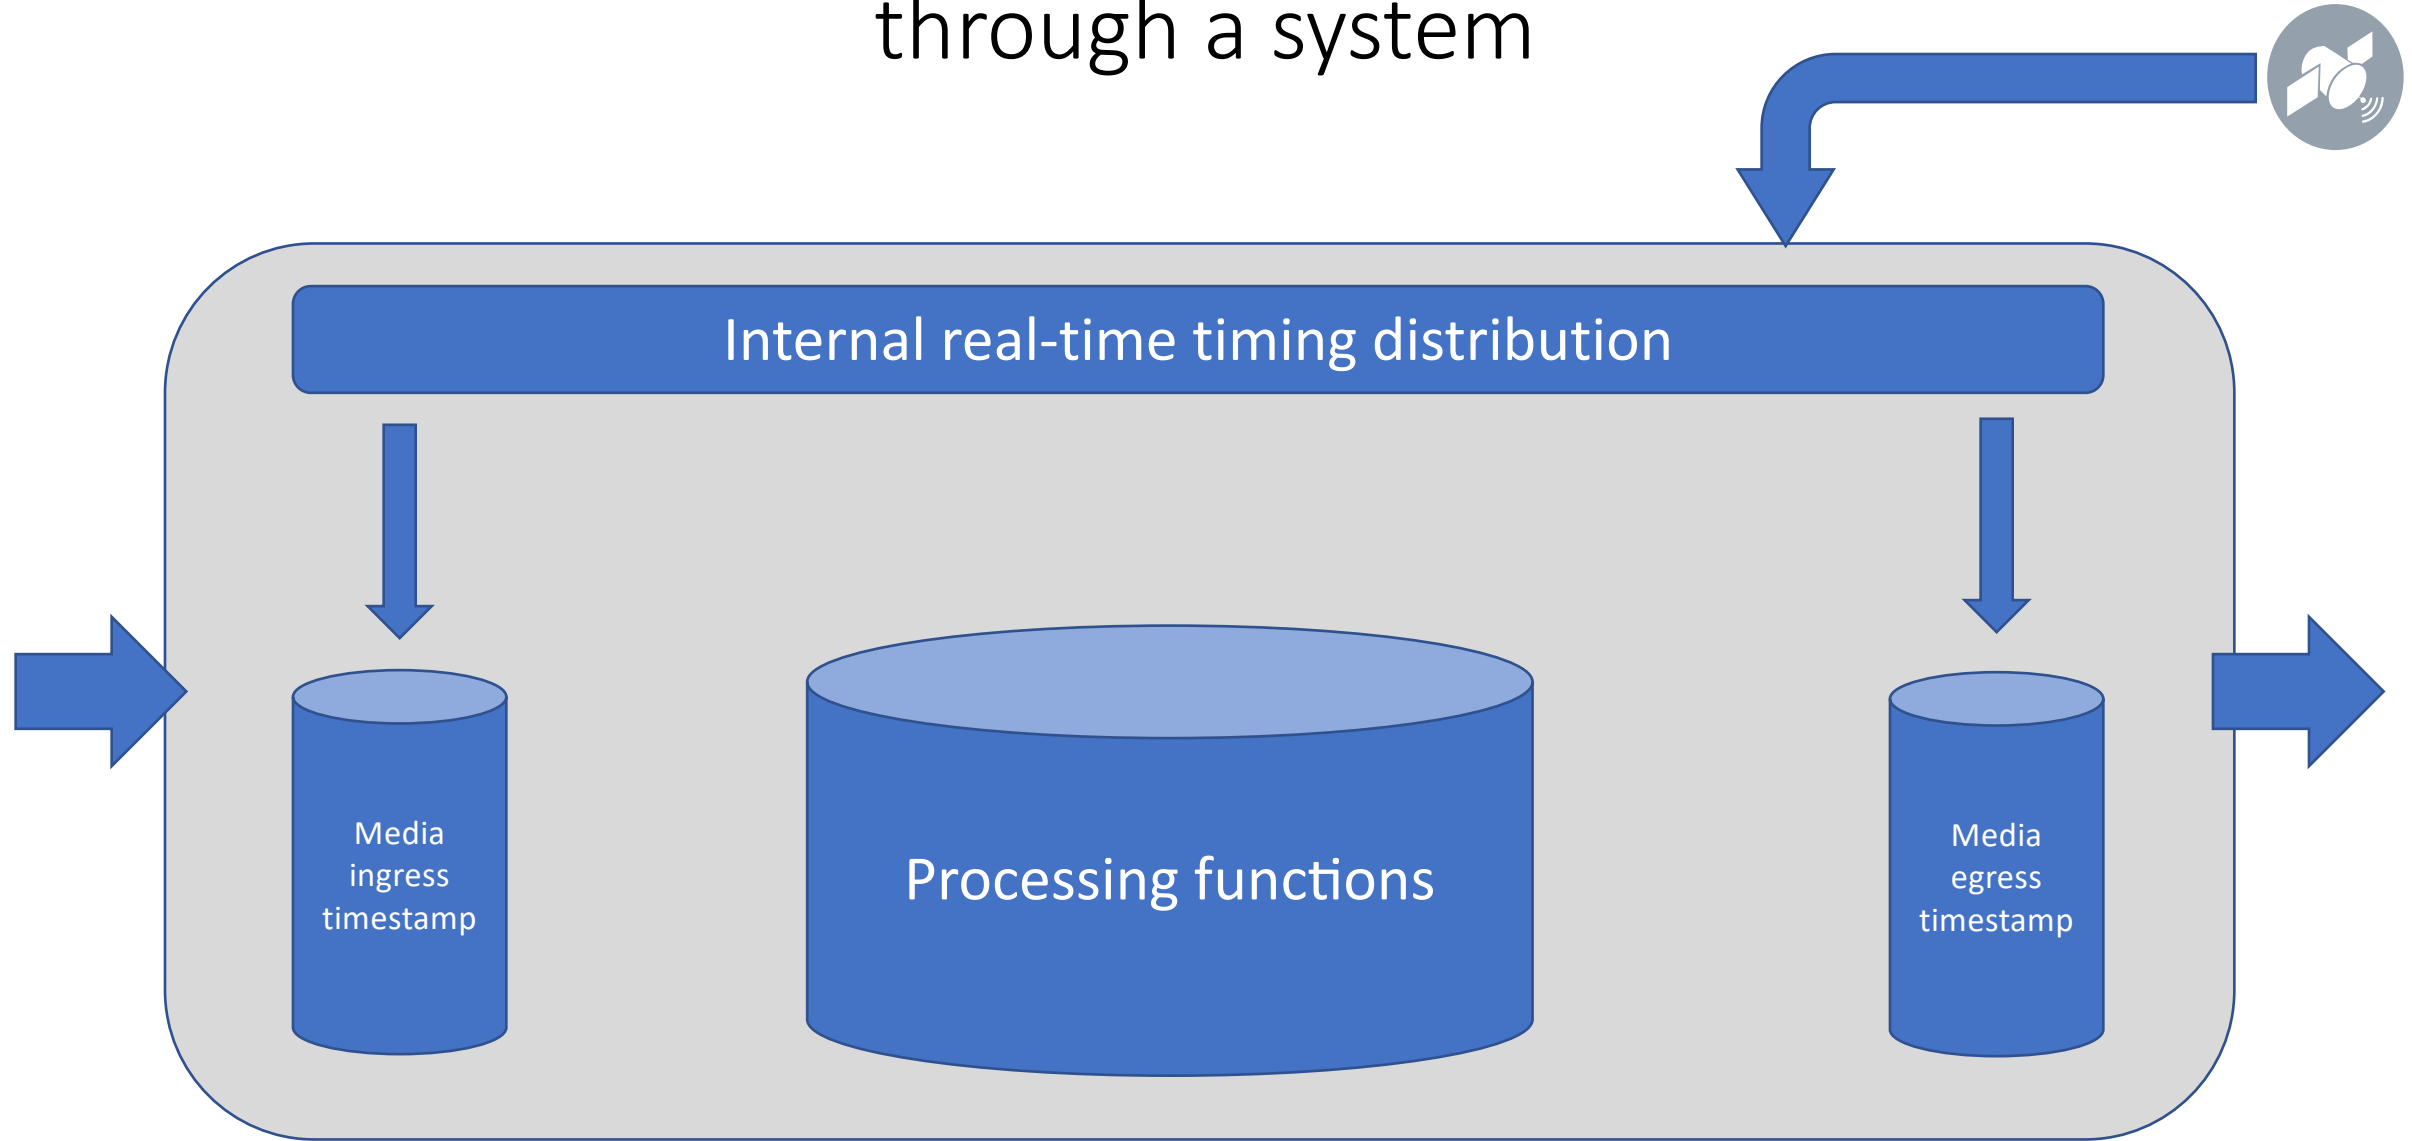 through a system
Internal real-time timing distribution
Media
ingress
timestamp
Processing functions
Media
egress
timestamp